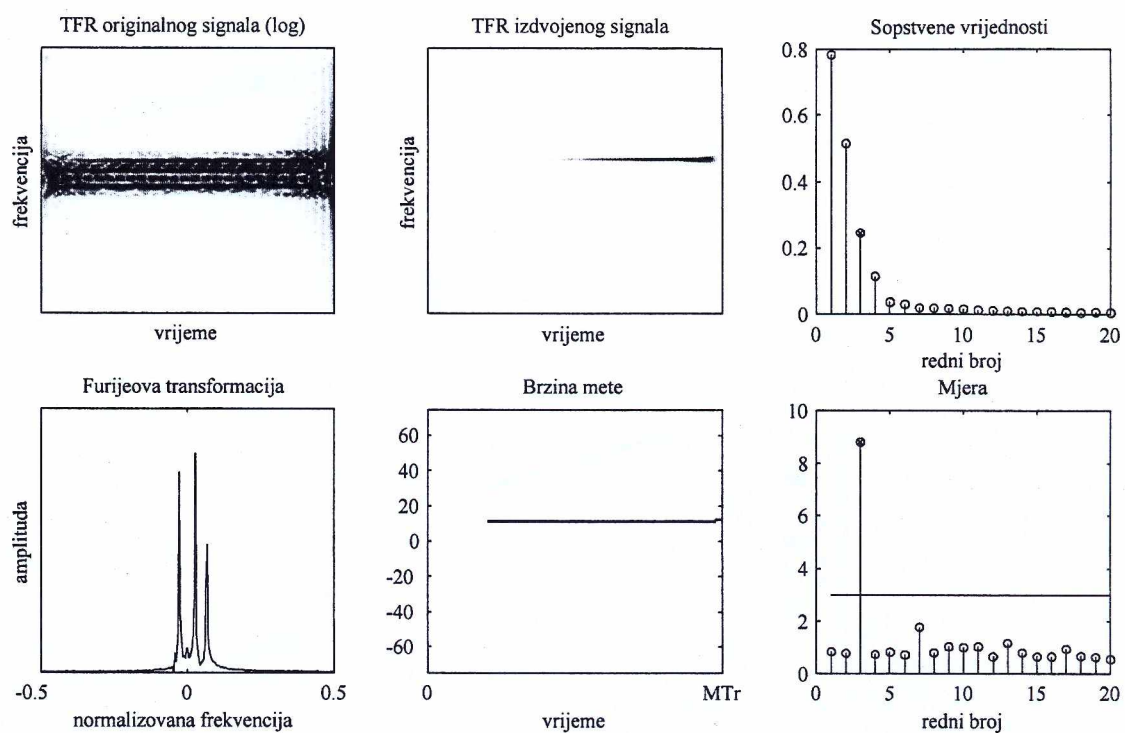 TFR originalnog signala (log)
frekvencija
vrijeme
TFR izdvojenog signala
frekvencija
vrijeme
Sopstvene vrijednosti
0.8
0.6
0.4
0.2
0
0 5 10 15 20
redni broj
Furijeova transformacija
amplituda
-0.5 0 0.5
normalizovana frekvencija
Brzina mete
60
40
20
0
-20
-40
-60
0 MTr
vrijeme
Mjera
10
8
6
4
2
0
0 5 10 15 20
redni broj